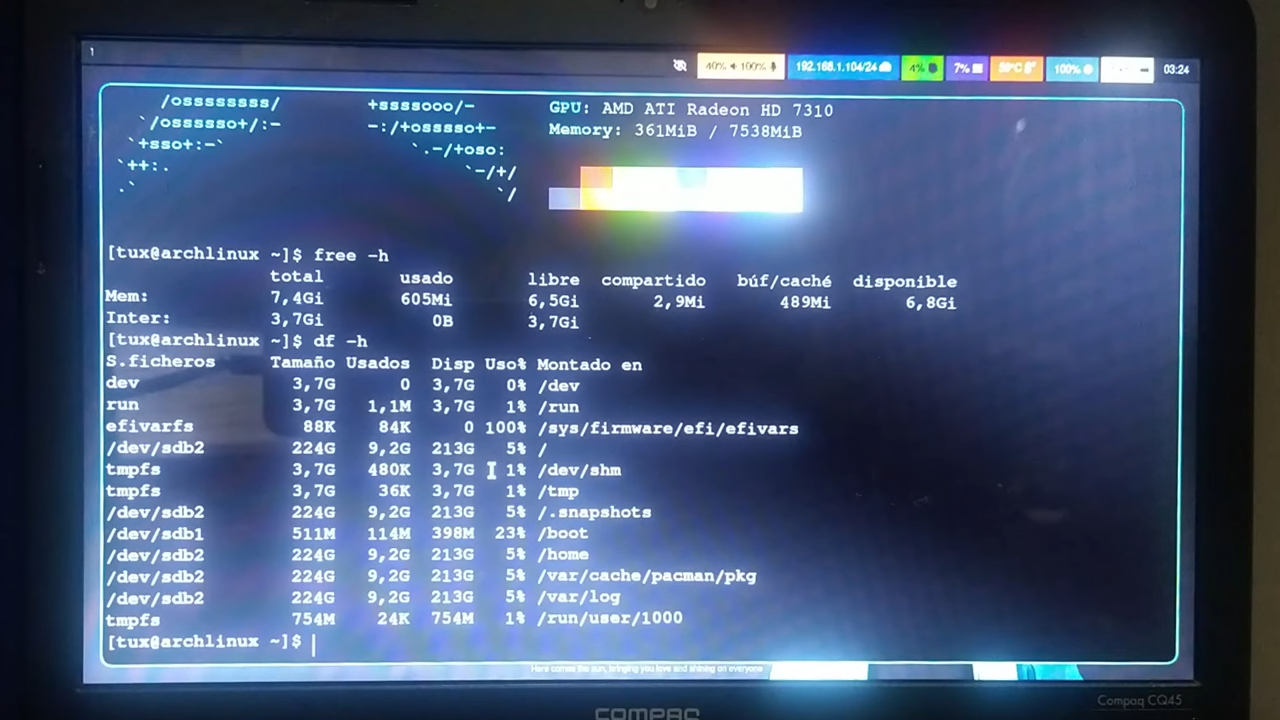 1 40% 100% 192.168.1.104/24 4% 7% 100% 03:24
/osssssssss/ +ssssooo/- GPU: AMD ATI Radeon HD 7310
`/osssssso+/:- -:/+osssso+- Memory: 361MiB / 7538MiB
`+sso+:-` `.-/+oso:
`++:. `-/+/
.` `/
[tux@archlinux ~]$ free -h
total usado libre compartido búf/caché disponible
Mem: 7,4Gi 605Mi 6,5Gi 2,9Mi 489Mi 6,8Gi
Inter: 3,7Gi 0B 3,7Gi
[tux@archlinux ~]$ df -h
S.ficheros Tamaño Usados Disp Uso% Montado en
dev 3,7G 0 3,7G 0% /dev
run 3,7G 1,1M 3,7G 1% /run
efivarfs 88K 84K 0 100% /sys/firmware/efi/efivars
/dev/sdb2 224G 9,2G 213G 5% /
tmpfs 3,7G 480K 3,7G 1% /dev/shm
tmpfs 3,7G 36K 3,7G 1% /tmp
/dev/sdb2 224G 9,2G 213G 5% /.snapshots
/dev/sdb1 511M 114M 398M 23% /boot
/dev/sdb2 224G 9,2G 213G 5% /home
/dev/sdb2 224G 9,2G 213G 5% /var/cache/pacman/pkg
/dev/sdb2 224G 9,2G 213G 5% /var/log
tmpfs 754M 24K 754M 1% /run/user/1000
[tux@archlinux ~]$
Here comes the sun, bringing you love and shining on everyone
Compaq CQ45
COMPAQ